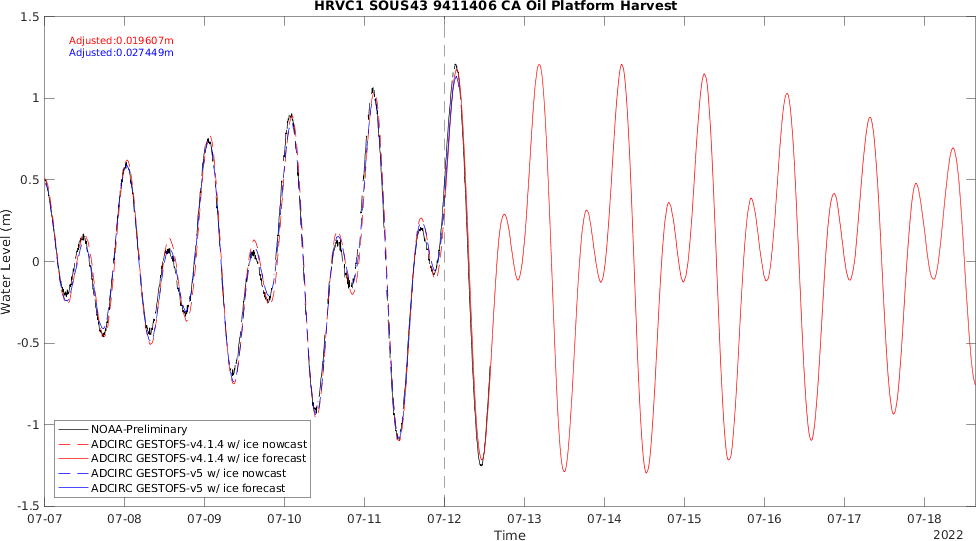 HRVC1 SOUS43 9411406 CA Oil Platform Harvest
Adjusted:0.019607m
Adjusted:0.027449m
Water Level (m)
1.5
1
0.5
0
-0.5
-1
-1.5
NOAA-Preliminary
ADCIRC GESTOFS-v4.1.4 w/ ice nowcast
ADCIRC GESTOFS-v4.1.4 w/ ice forecast
ADCIRC GESTOFS-v5 w/ ice nowcast
ADCIRC GESTOFS-v5 w/ ice forecast
07-07 07-08 07-09 07-10 07-11 07-12 07-13 07-14 07-15 07-16 07-17 07-18
Time
2022